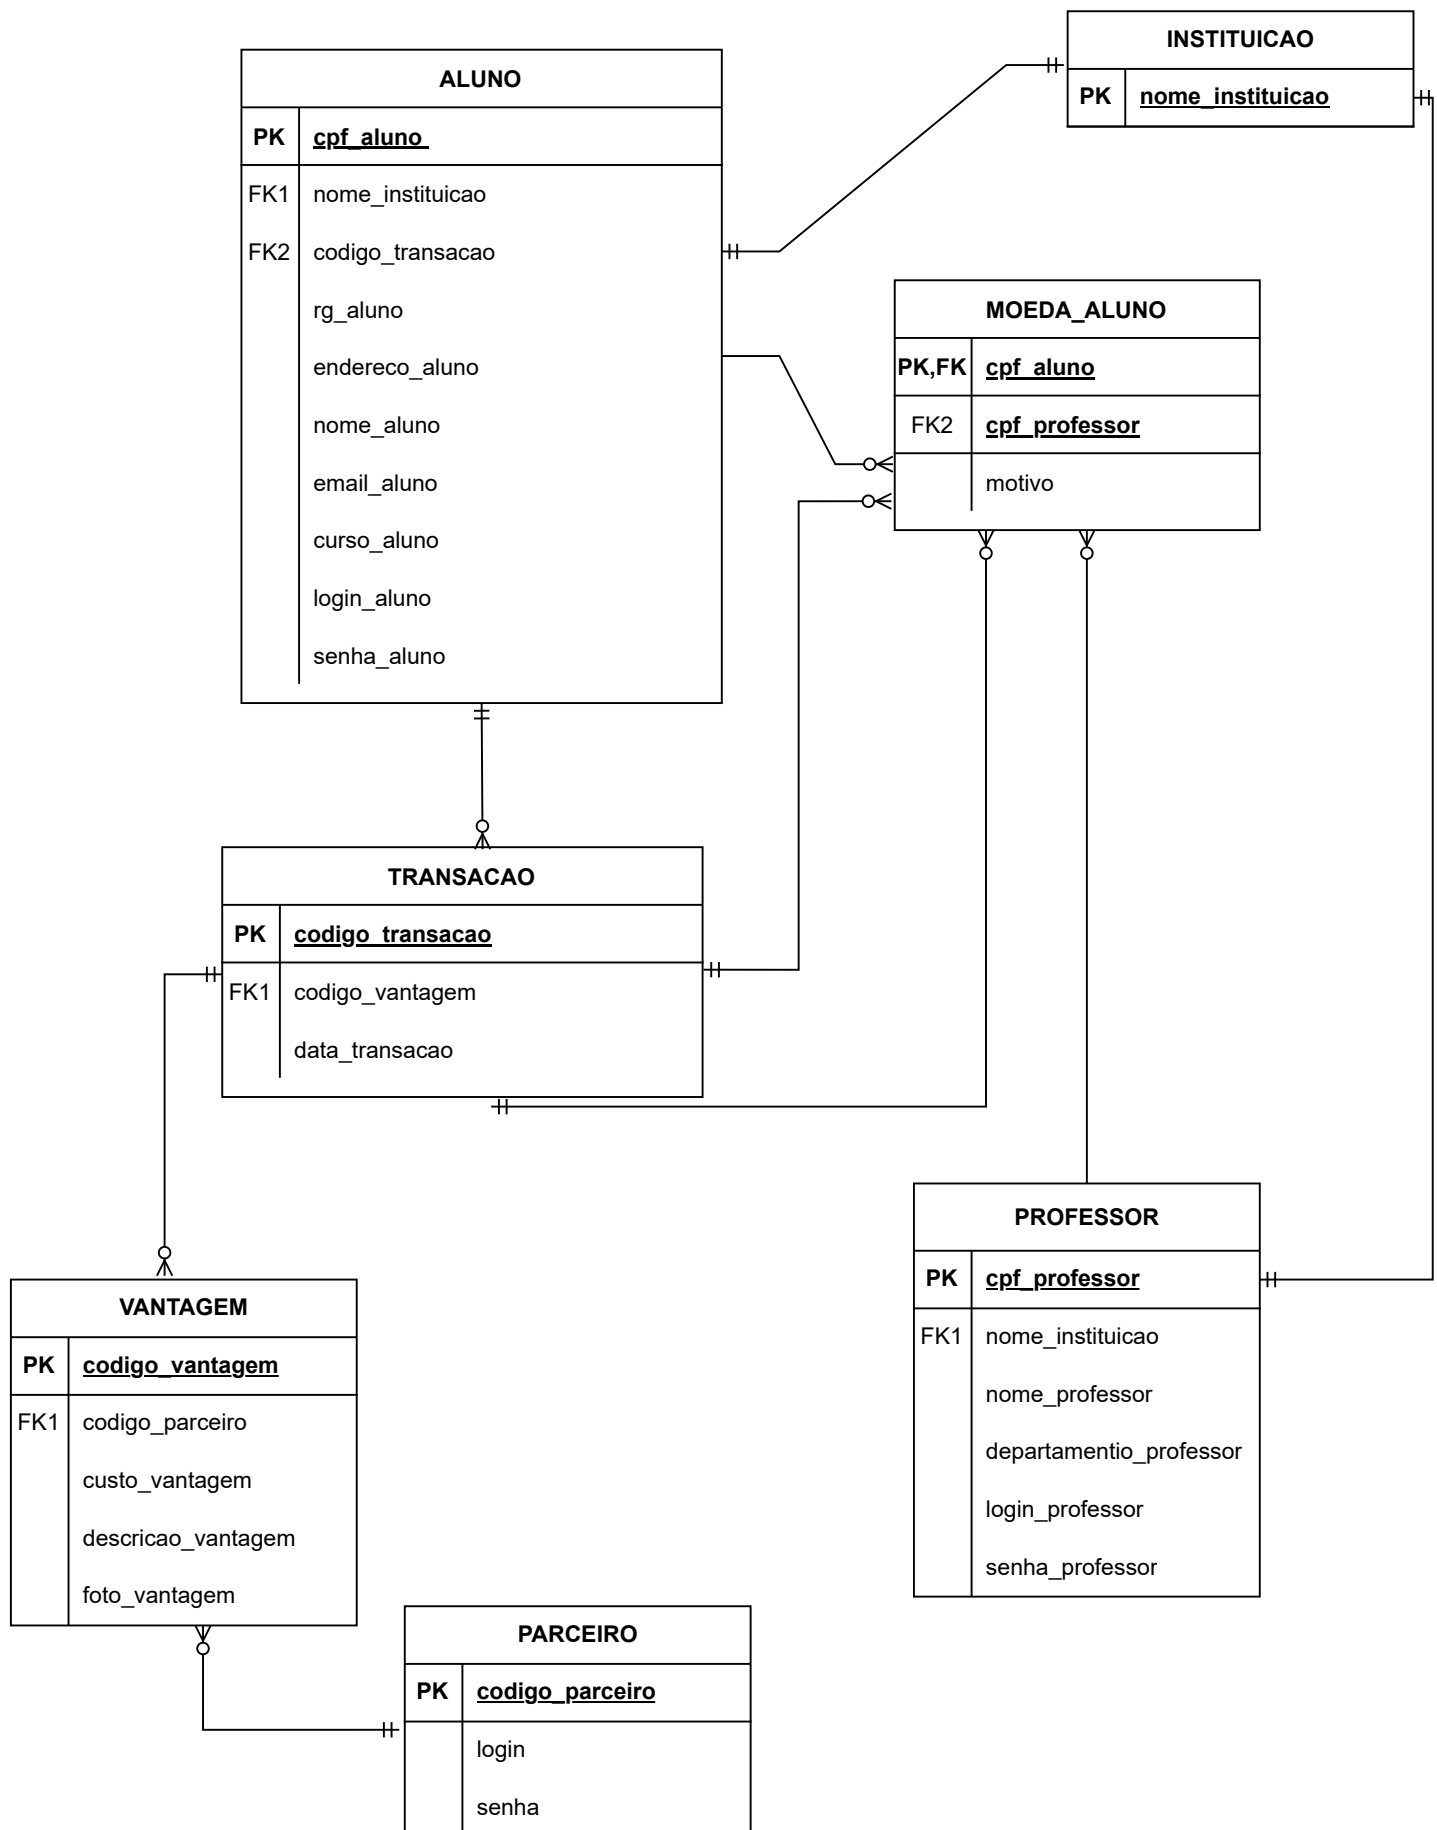 INSTITUICAO
PK nome_instituicao
ALUNO
PK cpf_aluno
FK1 nome_instituicao
FK2 codigo_transacao
rg_aluno
endereco_aluno
nome_aluno
email_aluno
curso_aluno
login_aluno
senha_aluno
MOEDA_ALUNO
PK,FK cpf_aluno
FK2 cpf_professor
motivo
TRANSACAO
PK codigo_transacao
FK1 codigo_vantagem
data_transacao
PROFESSOR
PK cpf_professor
FK1 nome_instituicao
nome_professor
departamentio_professor
login_professor
senha_professor
VANTAGEM
PK codigo_vantagem
FK1 codigo_parceiro
custo_vantagem
descricao_vantagem
foto_vantagem
PARCEIRO
PK codigo_parceiro
login
senha